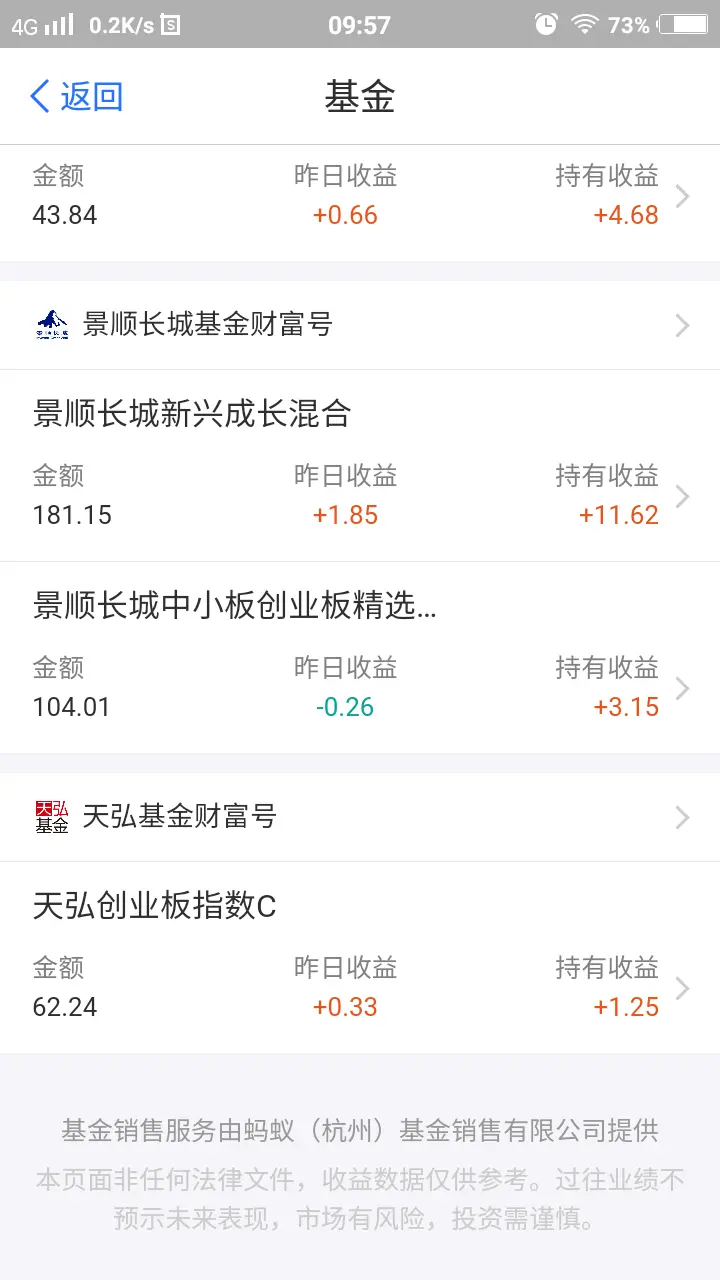 4G 0.2K/s S 09:57 73%
返回 基金
金额 昨日收益 持有收益
43.84 +0.66 +4.68
景顺长城基金财富号
景顺长城新兴成长混合
金额 昨日收益 持有收益
181.15 +1.85 +11.62
景顺长城中小板创业板精选...
金额 昨日收益 持有收益
104.01 -0.26 +3.15
天弘
基金
天弘基金财富号
天弘创业板指数C
金额 昨日收益 持有收益
62.24 +0.33 +1.25
基金销售服务由蚂蚁（杭州）基金销售有限公司提供
本页面非任何法律文件，收益数据仅供参考。过往业绩不
预示未来表现，市场有风险，投资需谨慎。